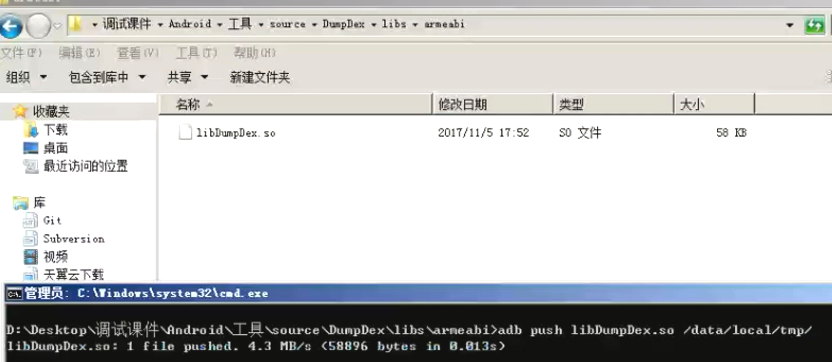 调试课件 Android 工具 source DumpDex libs armeabi
文件(F) 编辑(E) 查看(V) 工具(T) 帮助(H)
组织 包含到库中 共享 新建文件夹
名称 修改日期 类型 大小
收藏夹
下载
桌面
最近访问的位置
库
Git
Subversion
视频
天翼云下载
libDumpDex.so 2017/11/5 17:52 SO 文件 58 KB
管理员: C:\Windows\system32\cmd.exe
D:\Desktop\调试课件\Android\工具\source\DumpDex\libs\armeabi>adb push libDumpDex.so /data/local/tmp/
libDumpDex.so: 1 file pushed. 4.3 MB/s (58896 bytes in 0.013s)